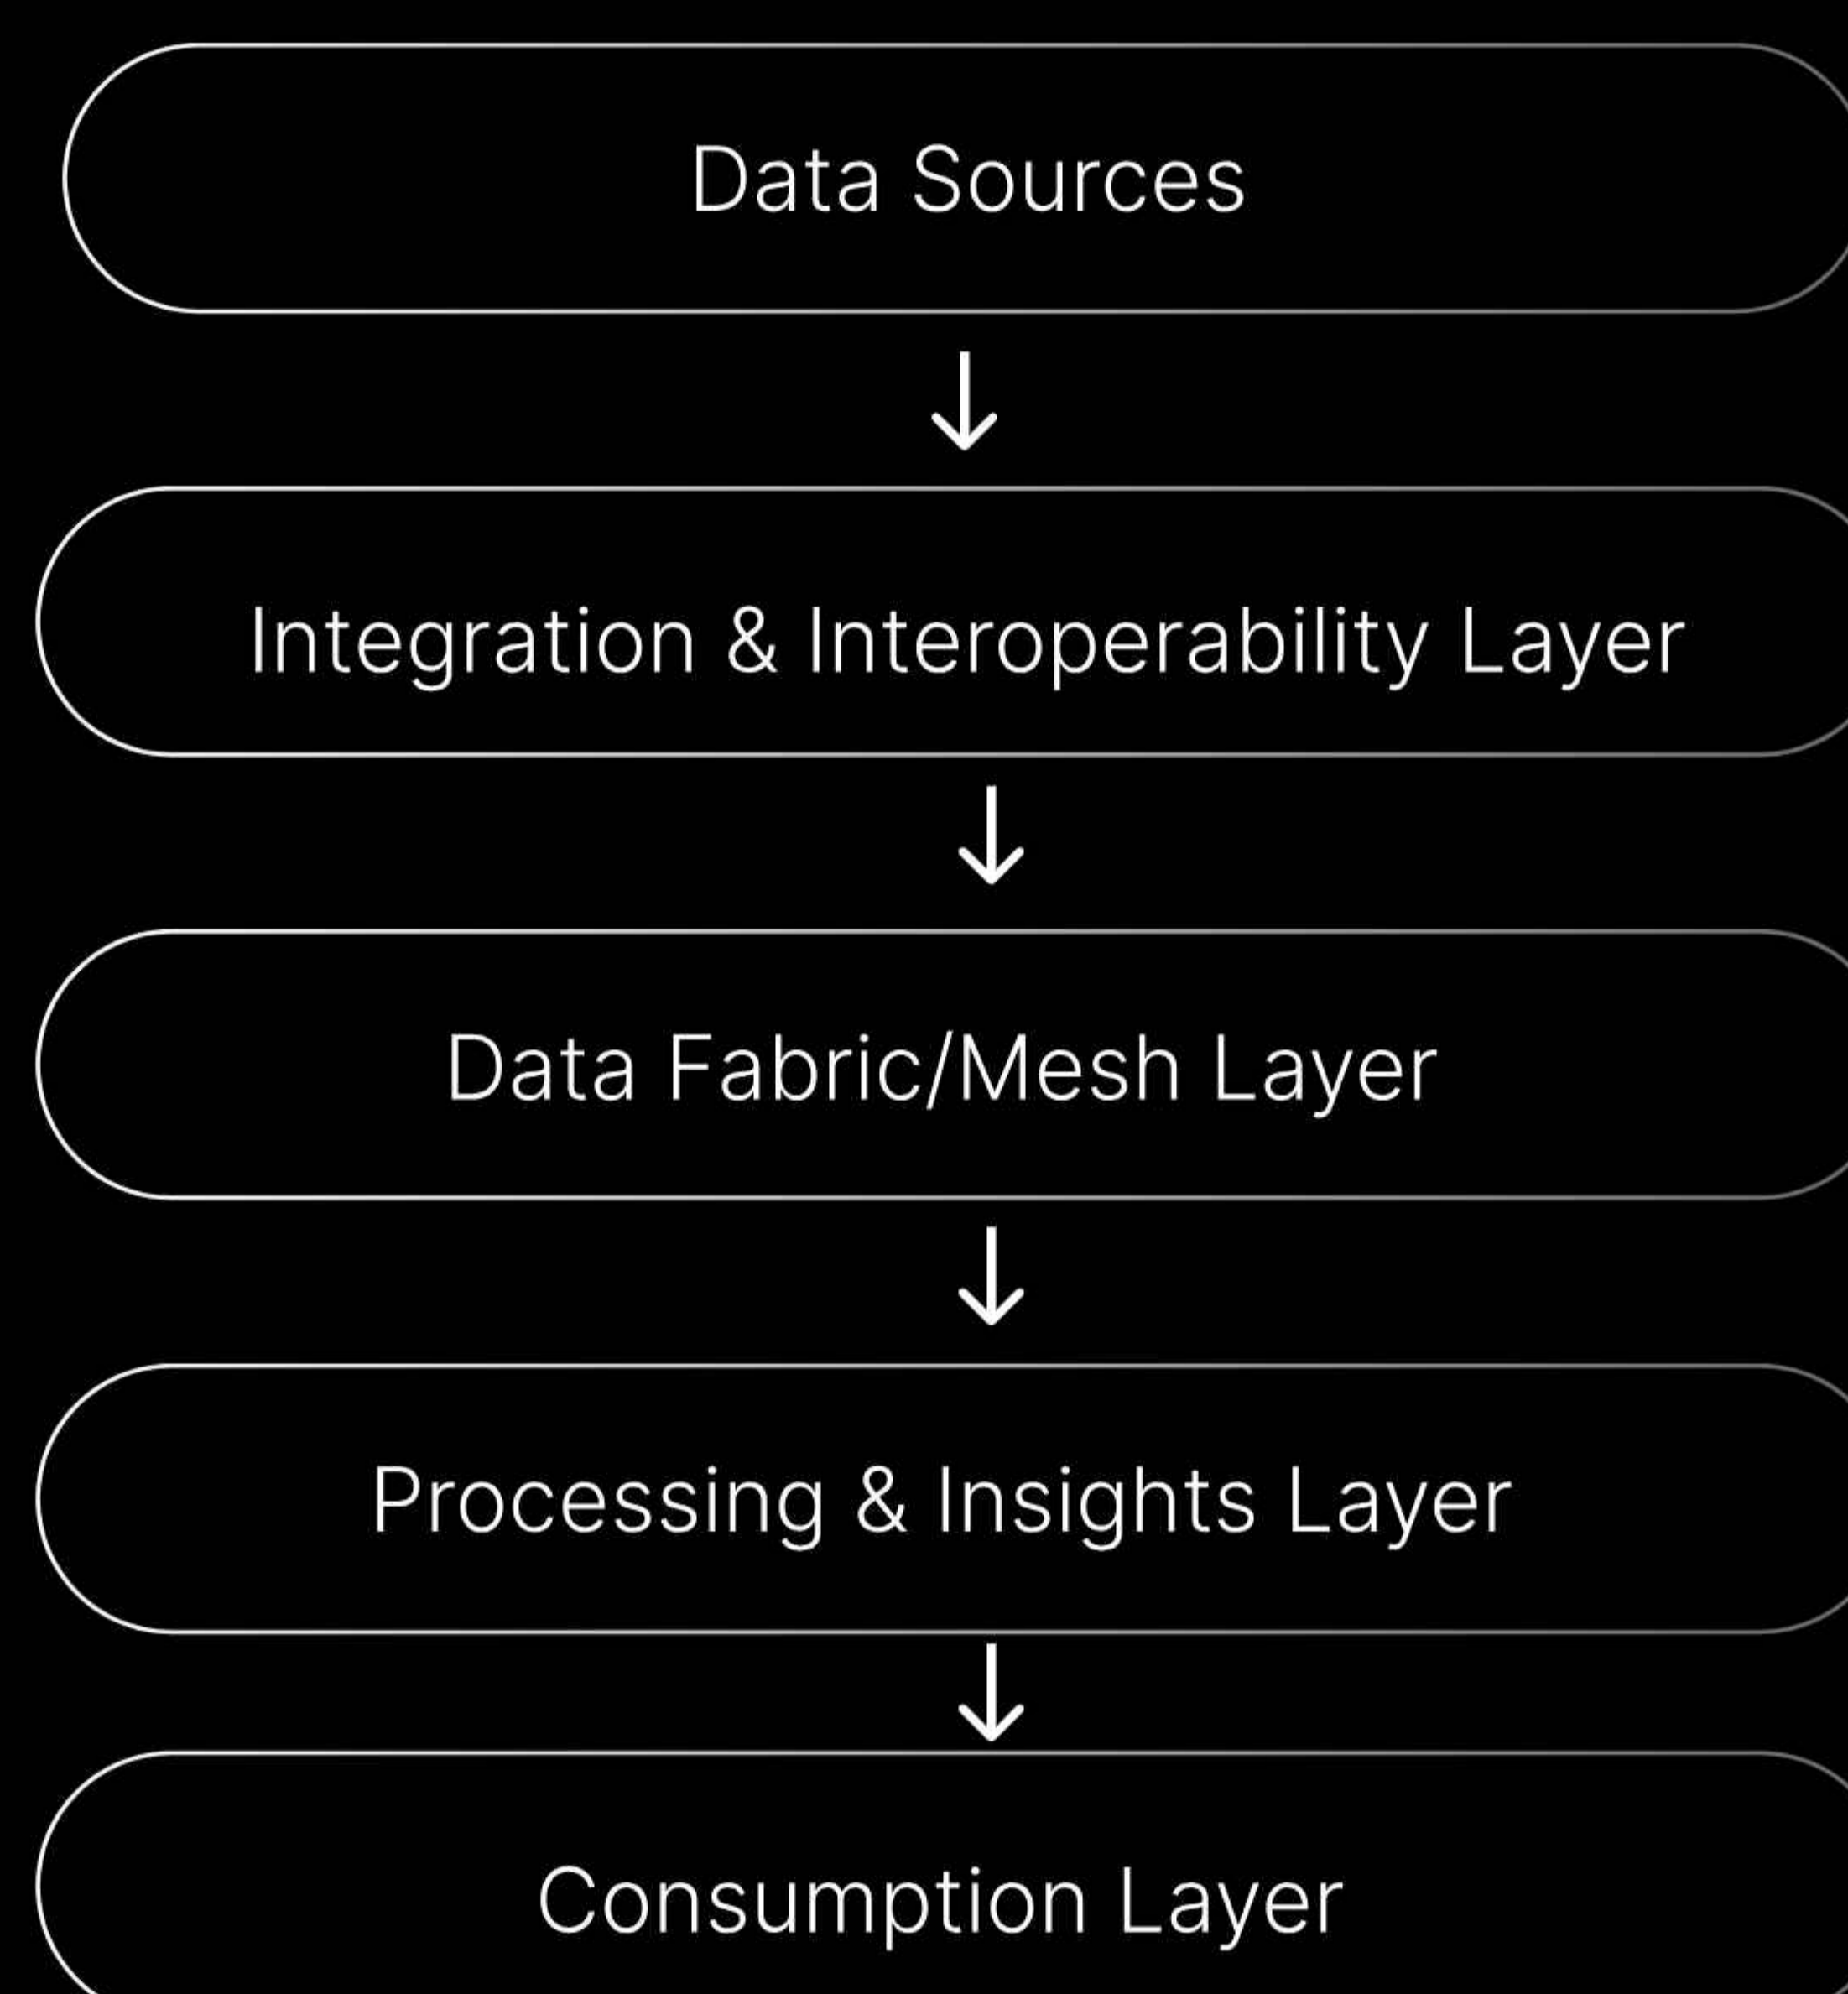 Data Sources
Integration & Interoperability Layer
Data Fabric/Mesh Layer
Processing & Insights Layer
Consumption Layer